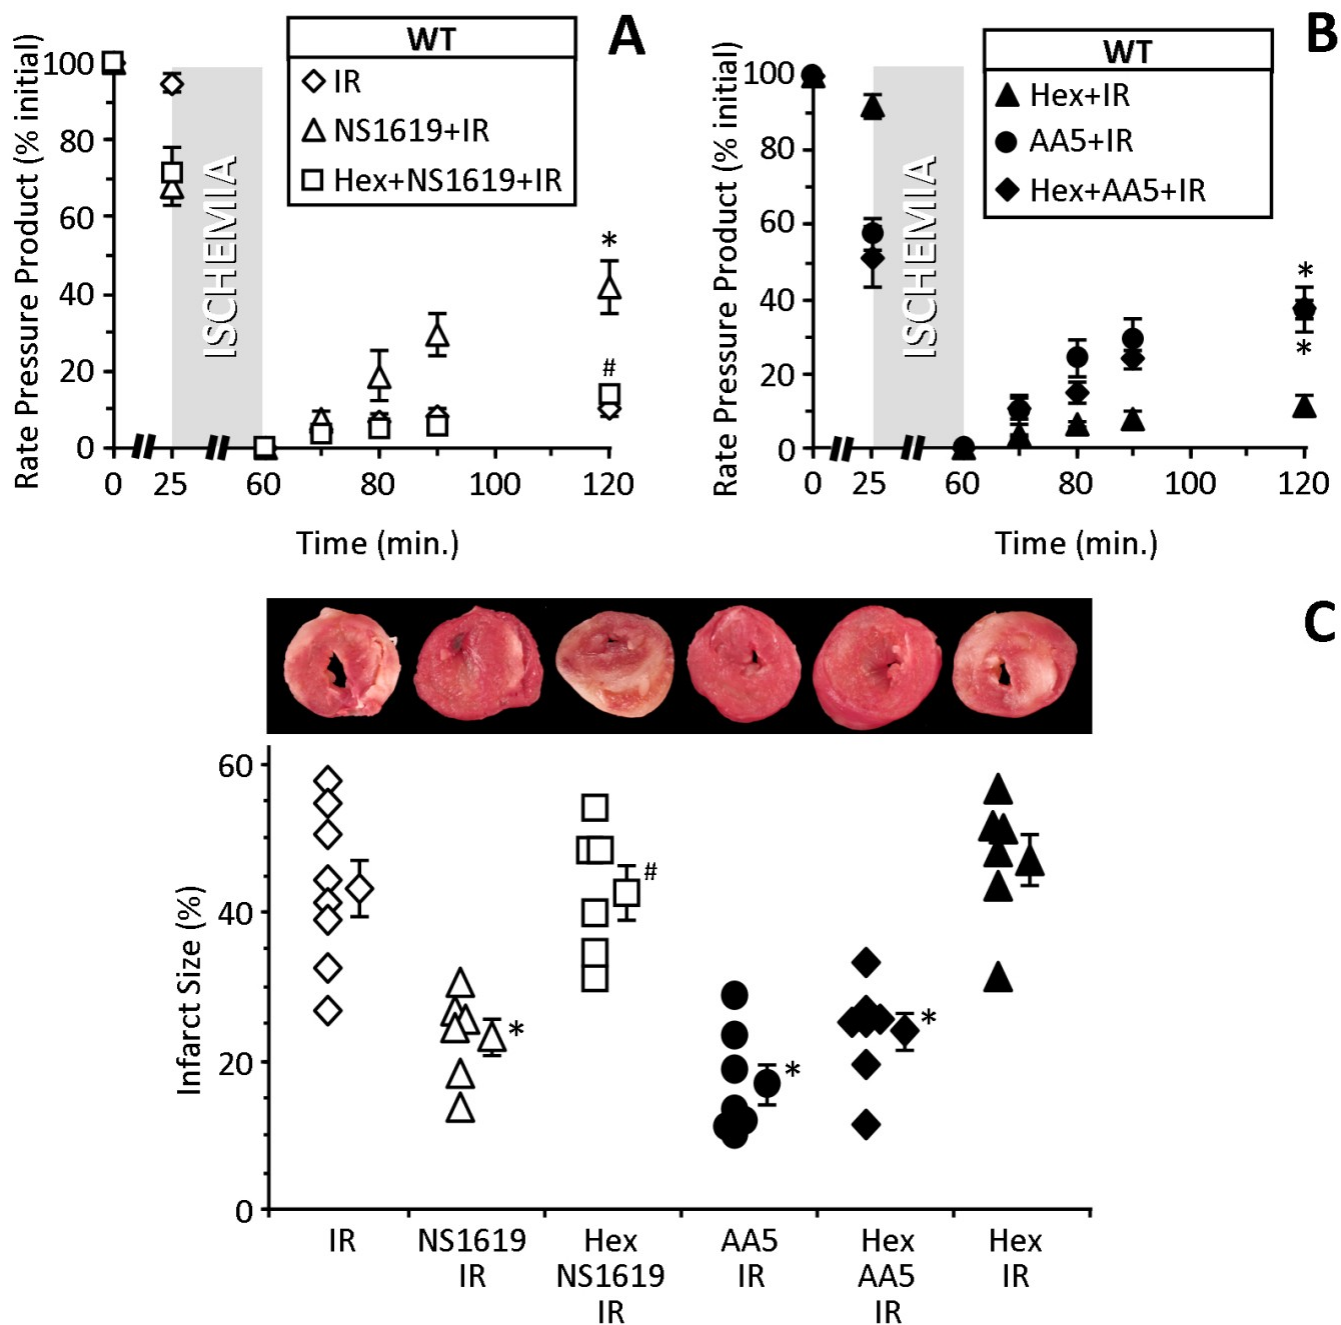 A
WT
IR
NS1619+IR
Hex+NS1619+IR
Rate Pressure Product (% initial)
100
80
60
40
20
0
ISCHEMIA
*
#
0 25 60 80 100 120
Time (min.)
B
WT
Hex+IR
AA5+IR
Hex+AA5+IR
Rate Pressure Product (% initial)
100
80
60
40
20
0
ISCHEMIA
*
*
0 25 60 80 100 120
Time (min.)
C
Infarct Size (%)
60
40
20
0
#
*
*
*
IR NS1619 Hex AA5 Hex Hex
IR NS1619 IR AA5 IR
IR IR